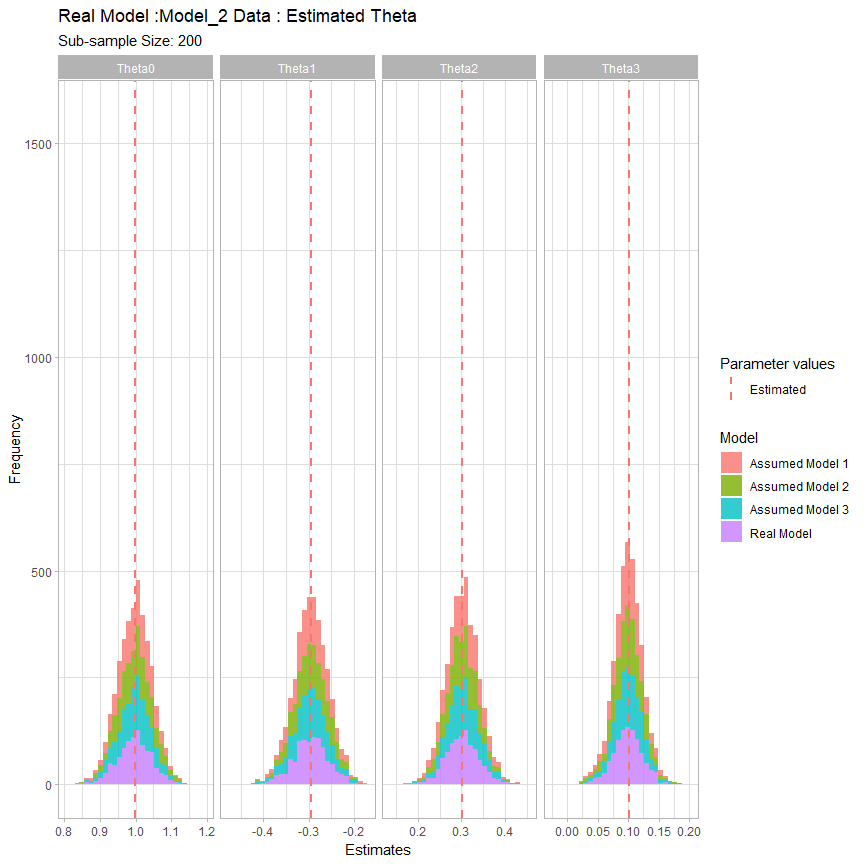 Real Model :Model_2 Data : Estimated Theta
Sub-sample Size: 200
Theta0 Theta1 Theta2 Theta3
1500
1000
500
0
Frequency
0.8 0.9 1.0 1.1 1.2 -0.4 -0.3 -0.2 0.2 0.3 0.4 0.00 0.05 0.10 0.15 0.20
Estimates
Parameter values
Estimated
Model
Assumed Model 1
Assumed Model 2
Assumed Model 3
Real Model